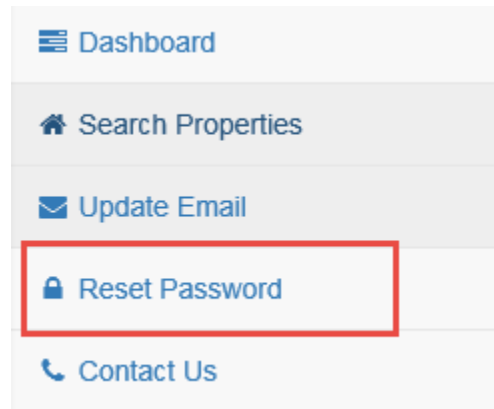 Dashboard
Search Properties
Update Email
Reset Password
Contact Us